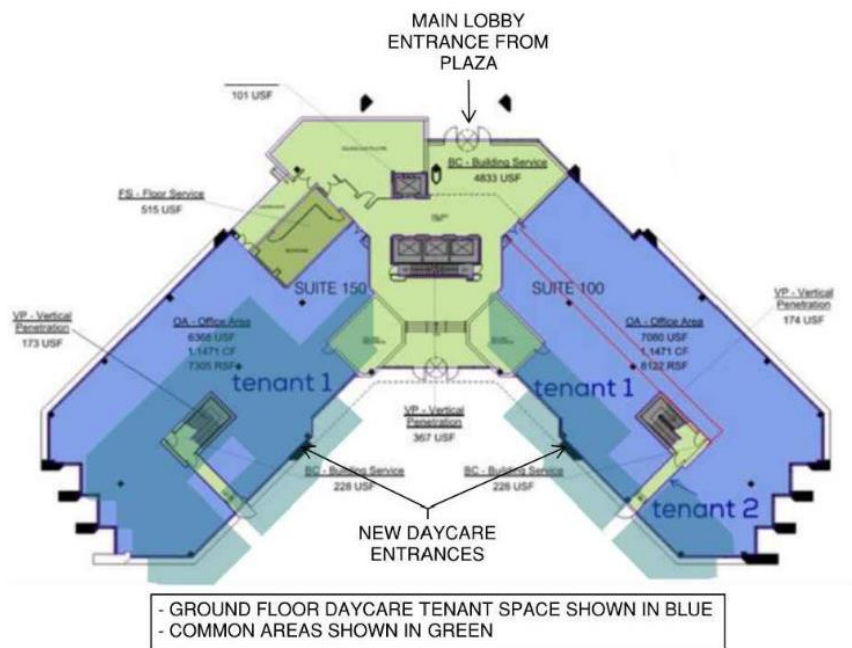 MAIN LOBBY
ENTRANCE FROM
PLAZA
101 USF
BC - Building Service
4833 USF
FS - Floor Service
515 USF
SUITE 150
SUITE 100
VP - Vertical
Penetration
173 USF
OA - Office Area
6368 USF
1.1471 CF
7305 RSF
tenant 1
VP - Vertical
Penetration
174 USF
OA - Office Area
7080 USF
1.1471 CF
8122 RSF
tenant 1
VP - Vertical
Penetration
367 USF
BC - Building Service
228 USF
BC - Building Service
228 USF
tenant 2
NEW DAYCARE
ENTRANCES
- GROUND FLOOR DAYCARE TENANT SPACE SHOWN IN BLUE
- COMMON AREAS SHOWN IN GREEN